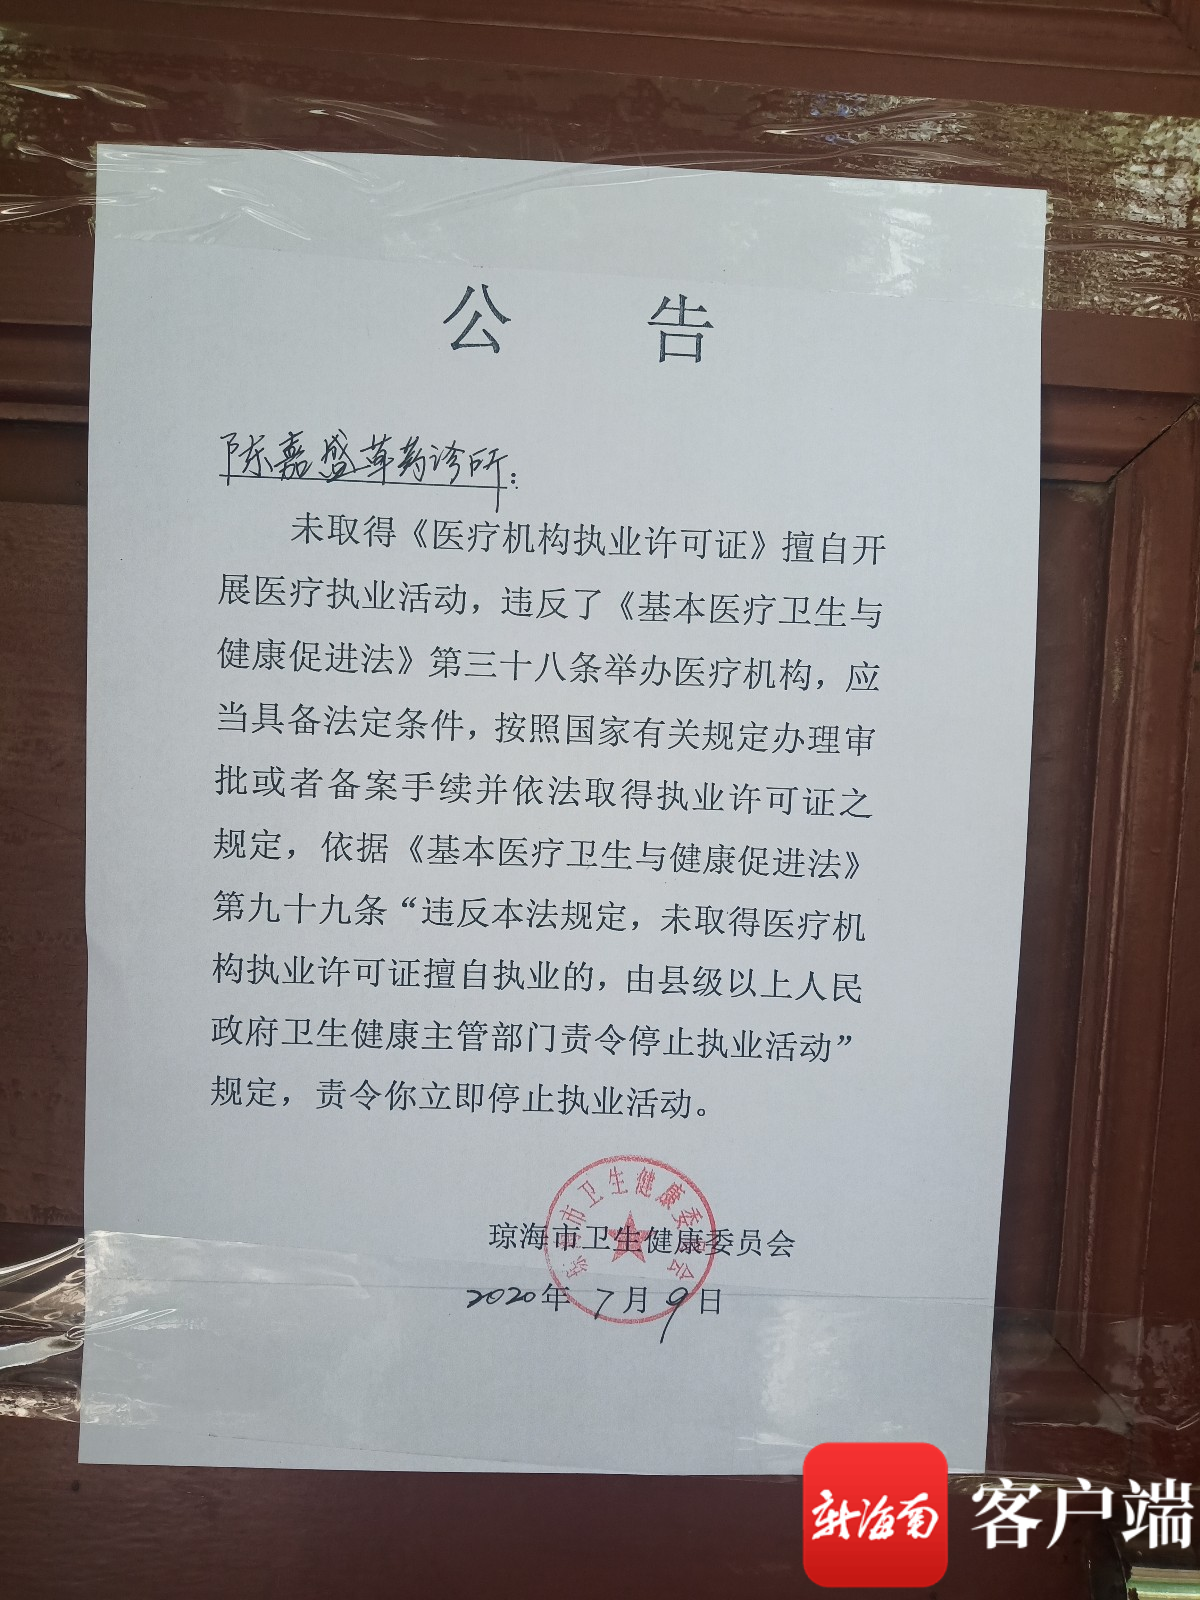 公 告
陈嘉盛草药诊所：
未取得《医疗机构执业许可证》擅自开
展医疗执业活动，违反了《基本医疗卫生与
健康促进法》第三十八条举办医疗机构，应
当具备法定条件，按照国家有关规定办理审
批或者备案手续并依法取得执业许可证之
规定，依据《基本医疗卫生与健康促进法》
第九十九条“违反本法规定，未取得医疗机
构执业许可证擅自执业的，由县级以上人民
政府卫生健康主管部门责令停止执业活动”
规定，责令你立即停止执业活动。
琼海市卫生健康委员会
琼海市卫生健康委员会
2020年7月9日
新海南
客户端